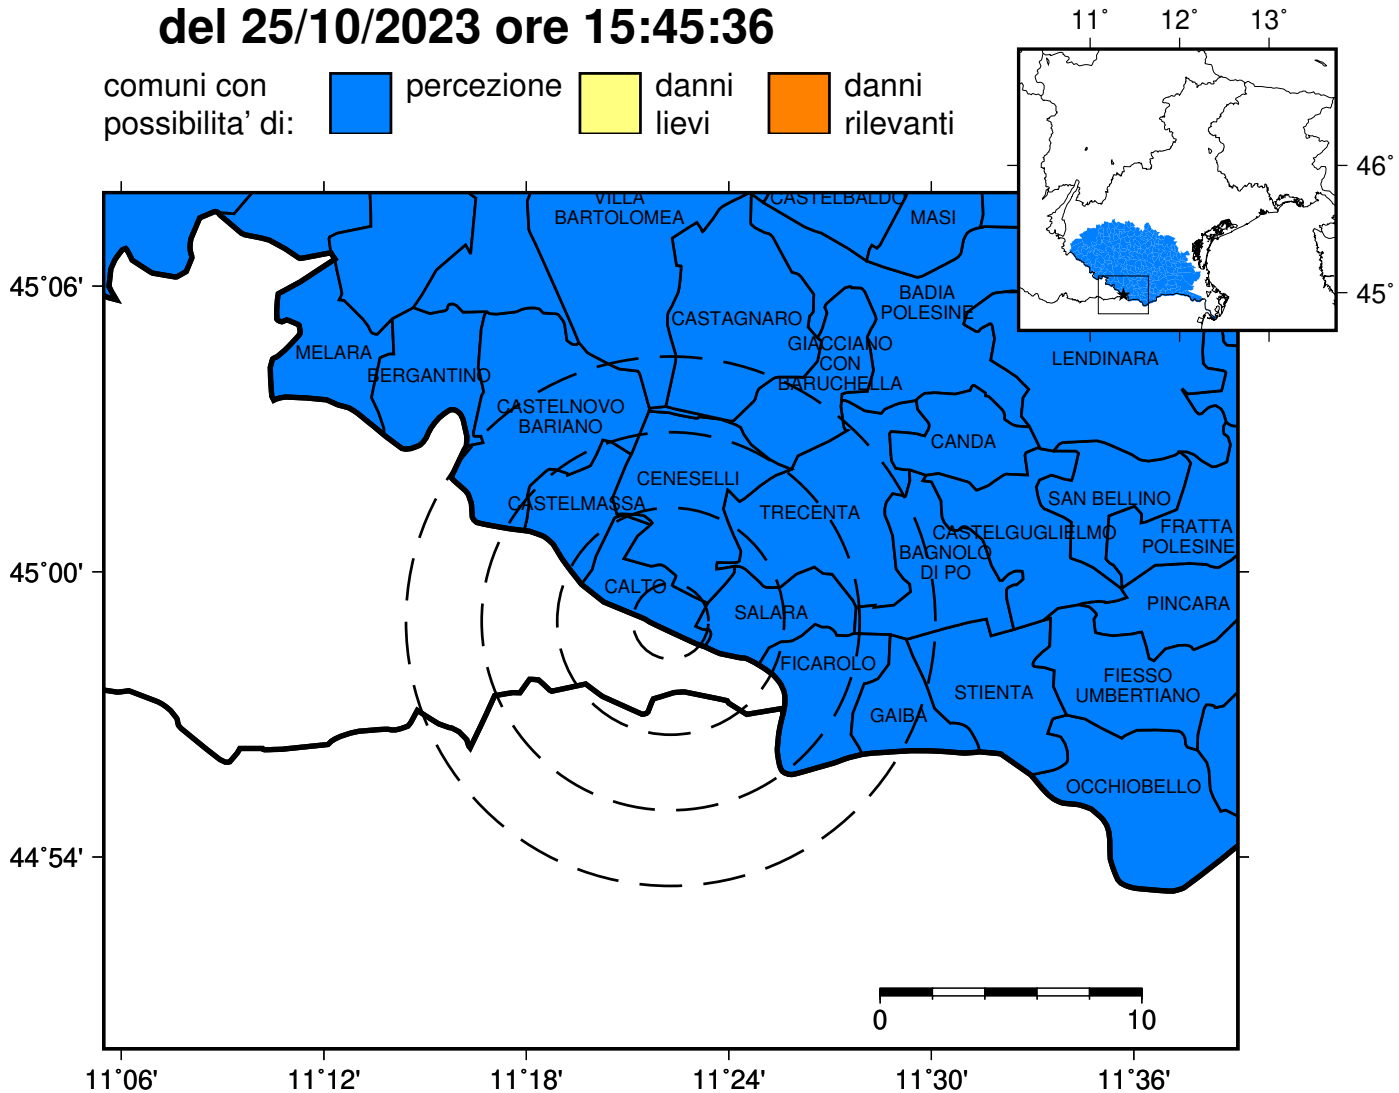 del 25/10/2023 ore 15:45:36
comuni con
possibilita' di:
percezione
danni
lievi
danni
rilevanti
11° 12° 13°
46°
45°
VILLA
BARTOLOMEA
CASTELBALDO
MASI
45°06'
BADIA
POLESINE
CASTAGNARO
GIACCIANO
CON
BARUCHELLA
LENDINARA
MELARA
BERGANTINO
CASTELNOVO
BARIANO
CANDA
CENESELLI
CASTELMASSA
TRECENTA
SAN BELLINO
CASTELGUGLIELMO
FRATTA
POLESINE
BAGNOLO
DI PO
45°00'
CALTO
SALARA
PINCARA
FICAROLO
FIESSO
UMBERTIANO
STIENTA
GAIBA
OCCHIOBELLO
44°54'
0 10
11°06' 11°12' 11°18' 11°24' 11°30' 11°36'